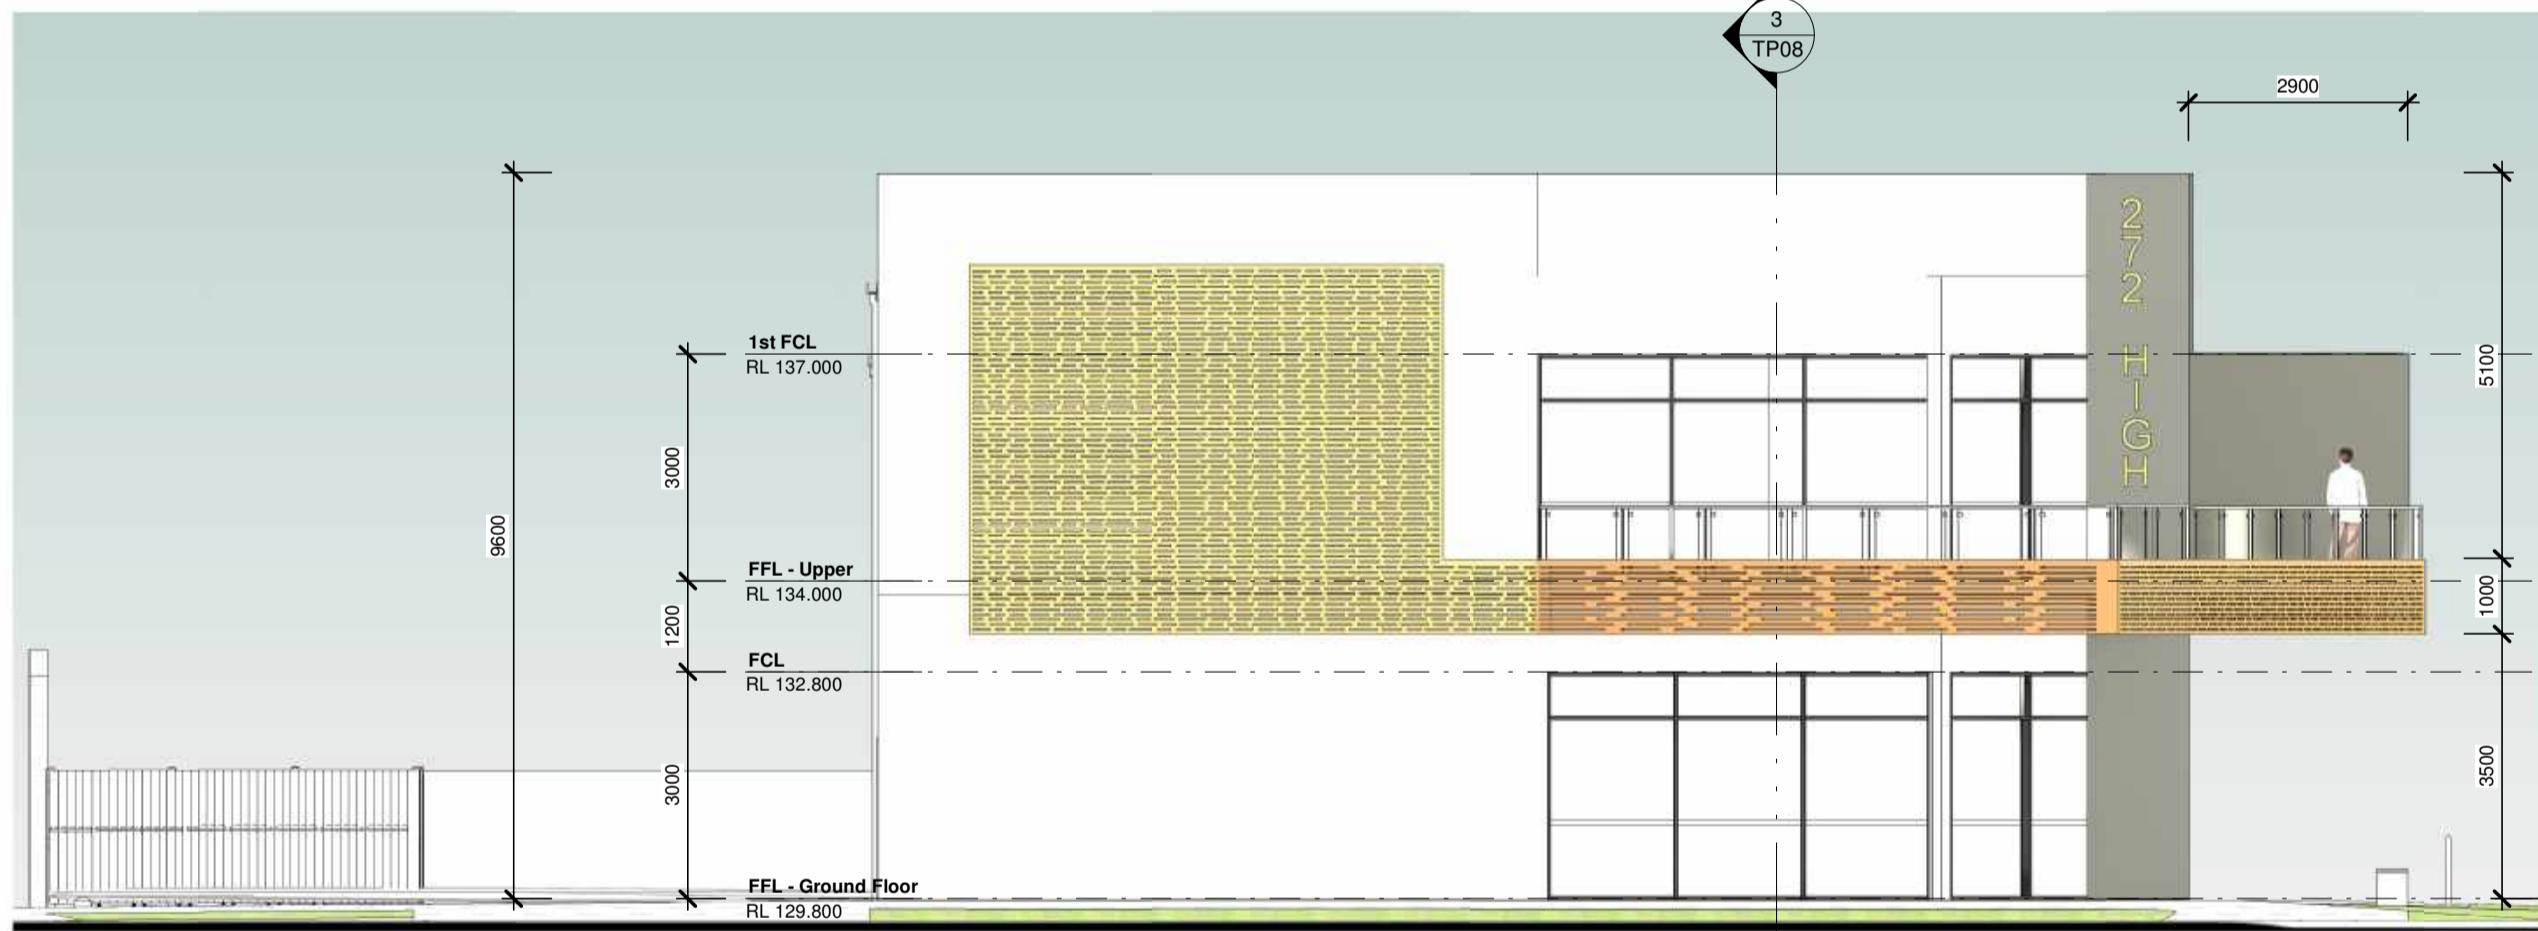 3
TP08
2900
272 HIGH
1st FCL
RL 137.000
5100
3000
9600
FFL - Upper
RL 134.000
1000
1200
FCL
RL 132.800
3500
3000
FFL - Ground Floor
RL 129.800